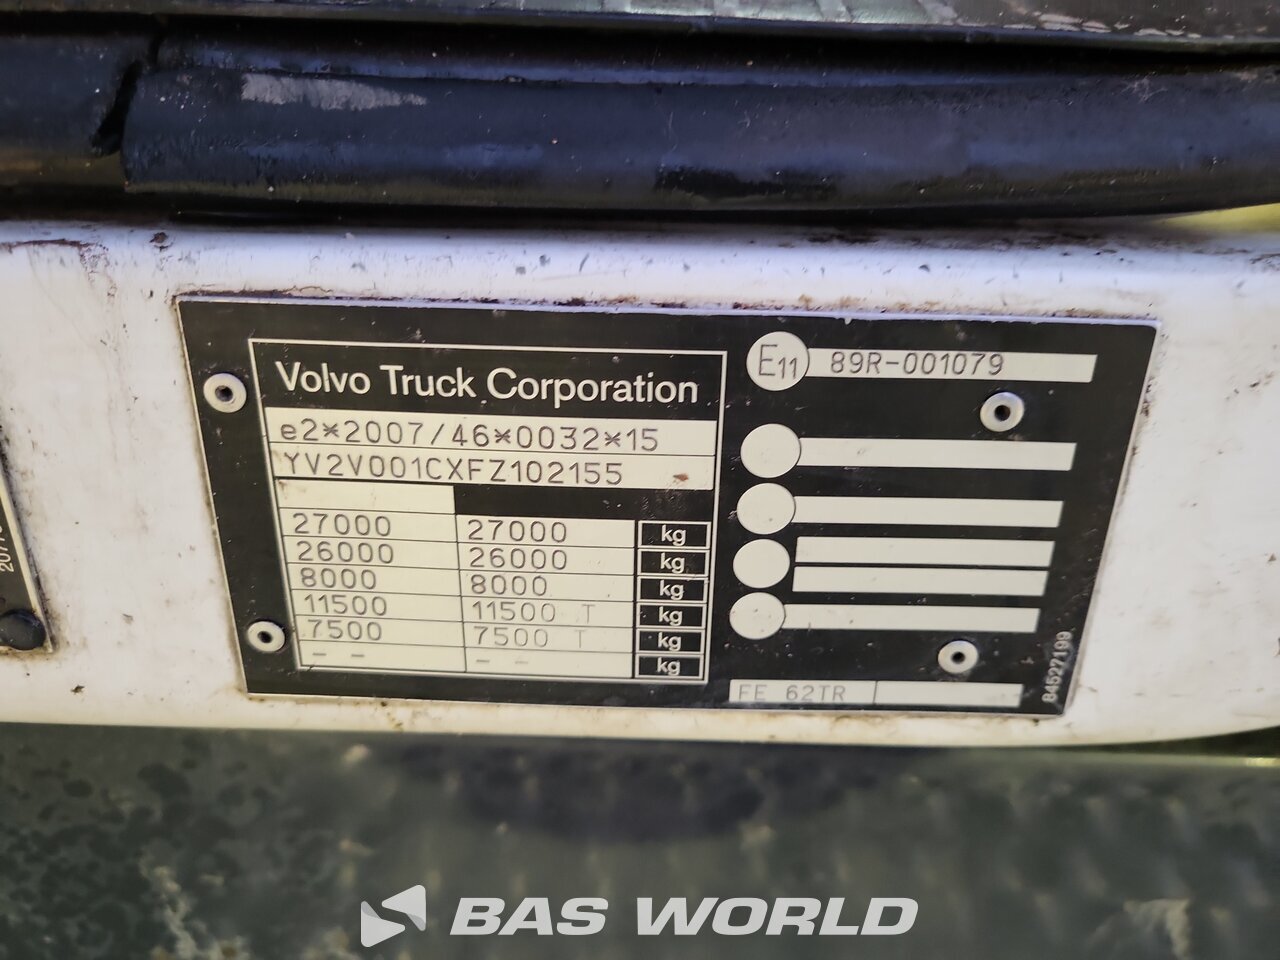 Volvo Truck Corporation
e2*2007/46*0032*15
YV2V001CXFZ102155
27000 27000 kg
26000 26000 kg
8000 8000 kg
11500 11500 T kg
7500 7500 T kg
- - - - kg
E11 89R-001079
FE 62TR
84527199
BAS WORLD